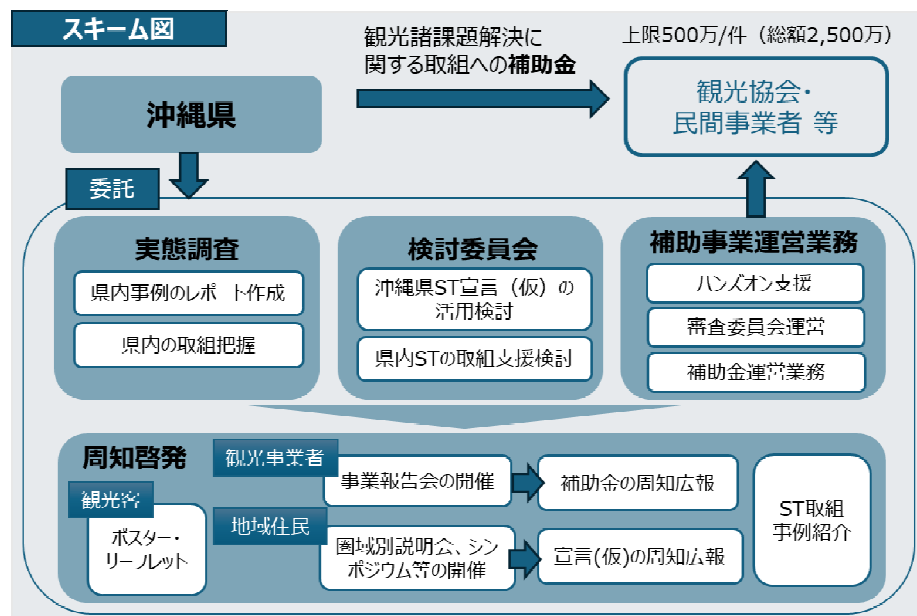 スキーム図
観光諸課題解決に
関する取組への補助金
上限500万/件（総額2,500万）
沖縄県
観光協会・
民間事業者 等
委託
実態調査
県内事例のレポート作成
県内の取組把握
検討委員会
沖縄県ST宣言（仮）の
活用検討
県内STの取組支援検討
補助事業運営業務
ハンズオン支援
審査委員会運営
補助金運営業務
周知啓発
観光客
ポスター・
リーフレット
観光事業者
事業報告会の開催
補助金の周知広報
地域住民
圏域別説明会、シン
ポジウム等の開催
宣言(仮)の周知広報
ST取組
事例紹介